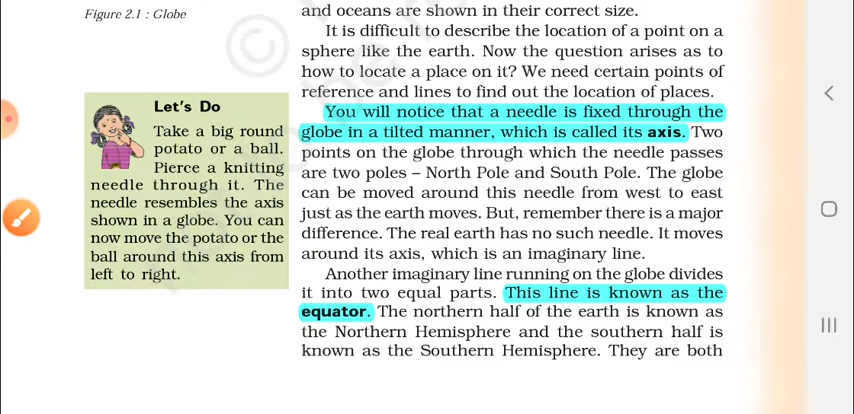 Figure 2.1 : Globe
Let's Do
Take a big round
potato or a ball.
Pierce a knitting
needle through it. The
needle resembles the axis
shown in a globe. You can
now move the potato or the
ball around this axis from
left to right.
and oceans are shown in their correct size.
It is difficult to describe the location of a point on a
sphere like the earth. Now the question arises as to
how to locate a place on it? We need certain points of
reference and lines to find out the location of places.
You will notice that a needle is fixed through the
globe in a tilted manner, which is called its axis. Two
points on the globe through which the needle passes
are two poles – North Pole and South Pole. The globe
can be moved around this needle from west to east
just as the earth moves. But, remember there is a major
difference. The real earth has no such needle. It moves
around its axis, which is an imaginary line.
Another imaginary line running on the globe divides
it into two equal parts. This line is known as the
equator. The northern half of the earth is known as
the Northern Hemisphere and the southern half is
known as the Southern Hemisphere. They are both